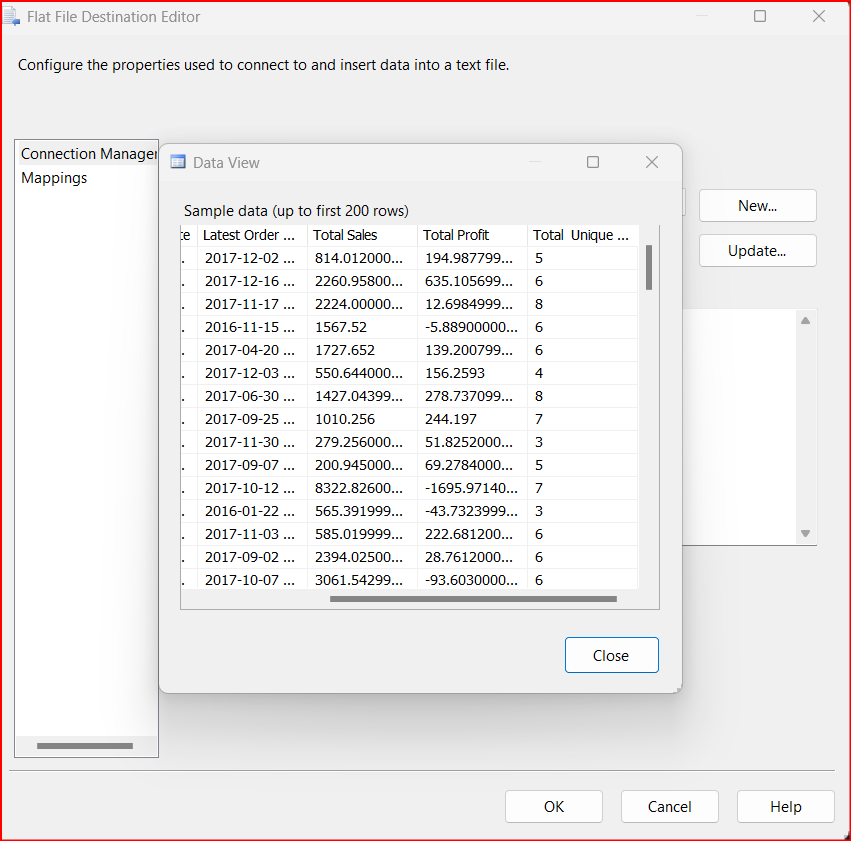 Flat File Destination Editor
Configure the properties used to connect to and insert data into a text file.
Connection Manager
Mappings
Data View
Sample data (up to first 200 rows)
te Latest Order ... Total Sales Total Profit Total Unique ...
. 2017-12-02 ... 814.012000... 194.987799... 5
. 2017-12-16 ... 2260.95800... 635.105699... 6
. 2017-11-17 ... 2224.00000... 12.6984999... 8
. 2016-11-15 ... 1567.52 -5.88900000... 6
. 2017-04-20 ... 1727.652 139.200799... 6
. 2017-12-03 ... 550.644000... 156.2593 4
. 2017-06-30 ... 1427.04399... 278.737099... 8
. 2017-09-25 ... 1010.256 244.197 7
. 2017-11-30 ... 279.256000... 51.8252000... 3
. 2017-09-07 ... 200.945000... 69.2784000... 5
. 2017-10-12 ... 8322.82600... -1695.97140... 7
. 2016-01-22 ... 565.391999... -43.7323999... 3
. 2017-11-03 ... 585.019999... 222.681200... 6
. 2017-09-02 ... 2394.02500... 28.7612000... 6
. 2017-10-07 ... 3061.54299... -93.6030000... 6
Close
New...
Update...
OK Cancel Help